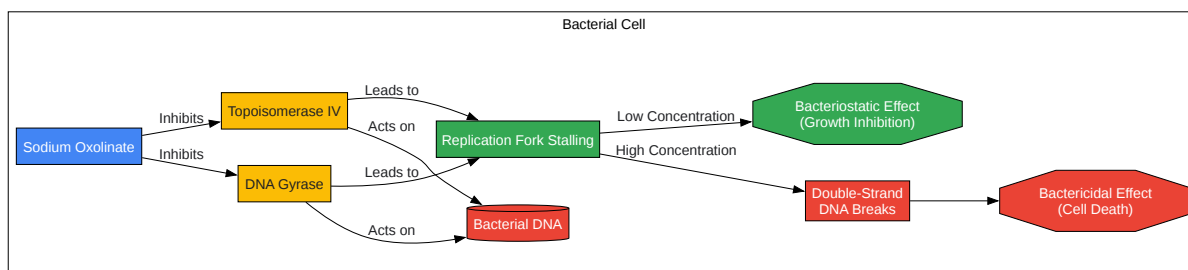 Bacterial Cell
Sodium Oxolinate
Inhibits
Inhibits
Topoisomerase IV
DNA Gyrase
Leads to
Acts on
Leads to
Acts on
Replication Fork Stalling
Bacterial DNA
Low Concentration
High Concentration
Bacteriostatic Effect
(Growth Inhibition)
Double-Strand
DNA Breaks
Bactericidal Effect
(Cell Death)